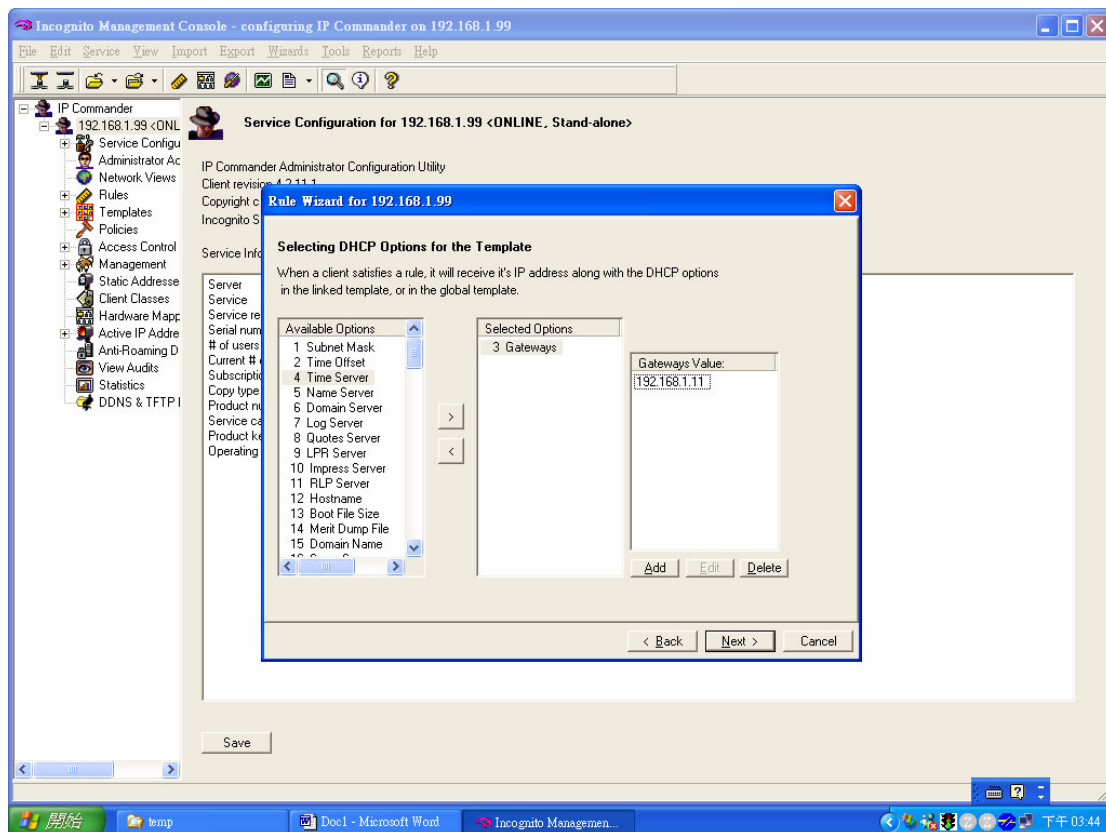 Incognito Management Console - configuring IP Commander on 192.168.1.99
File Edit Service View Import Export Wizards Tools Reports Help
IP Commander
192.168.1.99 <ONL
Service Configu
Administrator Ac
Network Views
Rules
Templates
Policies
Access Control
Management
Static Addresse
Client Classes
Hardware Mapp
Active IP Addre
Anti-Roaming D
View Audits
Statistics
DDNS & TFTP I
Service Configuration for 192.168.1.99 <ONLINE, Stand-alone>
IP Commander Administrator Configuration Utility
Client revision 4.2.11.1
Copyright c
Incognito S
Service Info
Server
Service
Service re
Serial num
# of users
Current #
Subscriptio
Copy type
Product nu
Service ca
Product ke
Operating
Save
Rule Wizard for 192.168.1.99
Selecting DHCP Options for the Template
When a client satisfies a rule, it will receive it's IP address along with the DHCP options
in the linked template, or in the global template.
Available Options
1 Subnet Mask
2 Time Offset
4 Time Server
5 Name Server
6 Domain Server
7 Log Server
8 Quotes Server
9 LPR Server
10 Impress Server
11 RLP Server
12 Hostname
13 Boot File Size
14 Merit Dump File
15 Domain Name
>
<
Selected Options
3 Gateways
Gateways Value:
192.168.1.11
Add Edit Delete
< Back Next > Cancel
開始 temp Doc1 - Microsoft Word Incognito Managemen... 下午 03:44